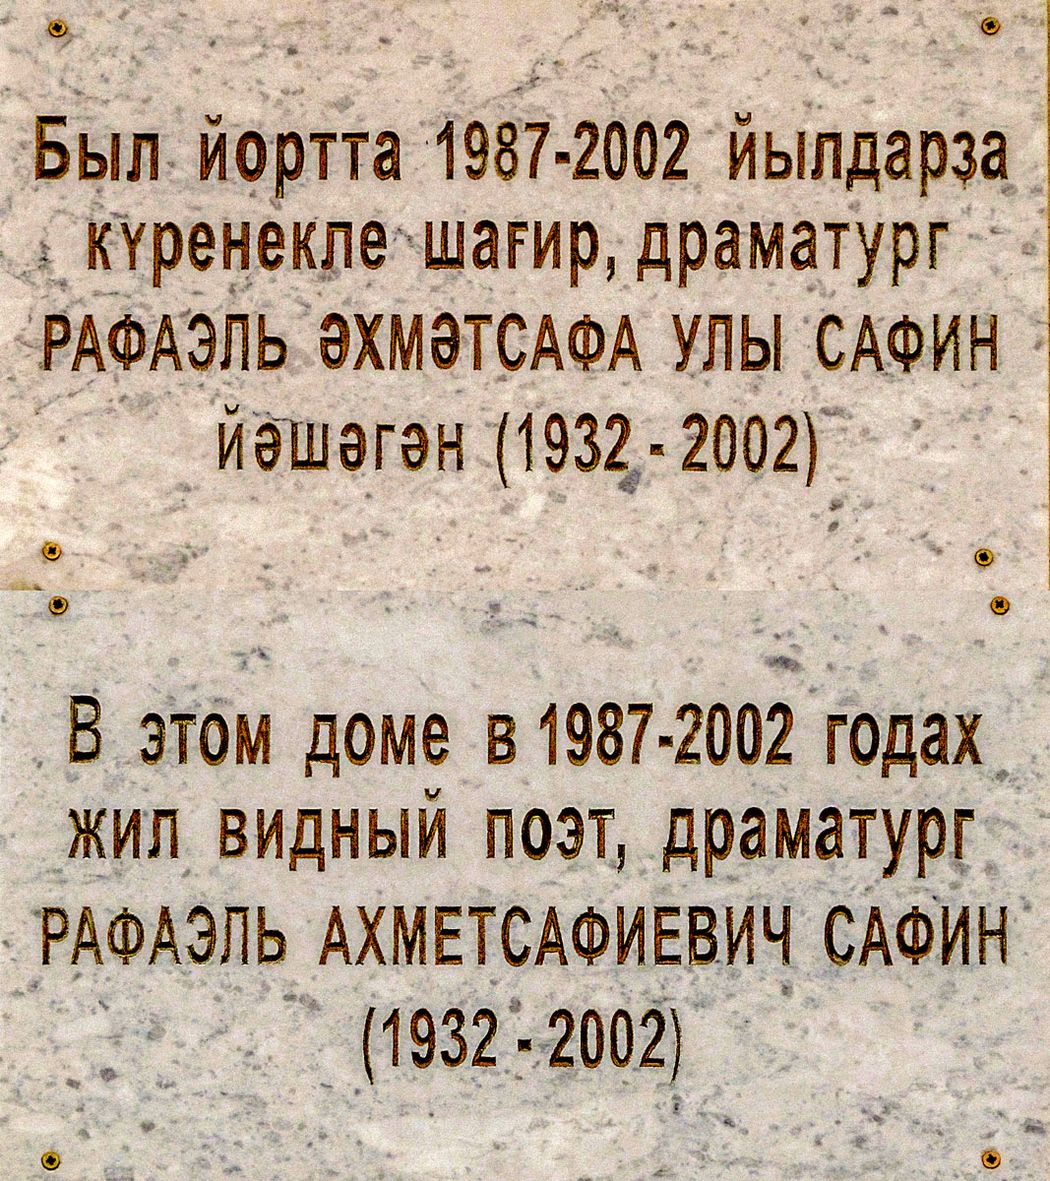 Был йортта 1987-2002 йылдарҙа
күренекле шағир, драматург
РАФАЭЛЬ ӘХМӘТСАФА УЛЫ САФИН
йәшәгән (1932 - 2002)
В этом доме в 1987-2002 годах
жил видный поэт, драматург
РАФАЭЛЬ АХМЕТСАФИЕВИЧ САФИН
(1932 - 2002)